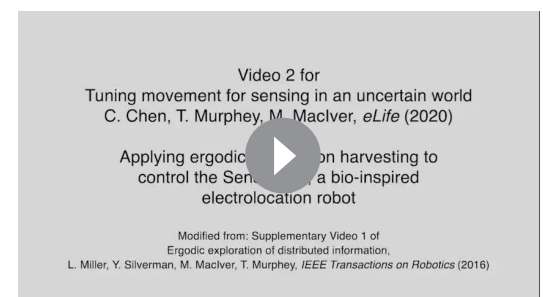 Video 2 for
Tuning movement for sensing in an uncertain world
C. Chen, T. Murphey, M. MacIver, eLife (2020)
Applying ergodic on harvesting to
control the Sen , a bio-inspired
electrolocation robot
Modified from: Supplementary Video 1 of
Ergodic exploration of distributed information,
L. Miller, Y. Silverman, M. MacIver, T. Murphey, IEEE Transactions on Robotics (2016)